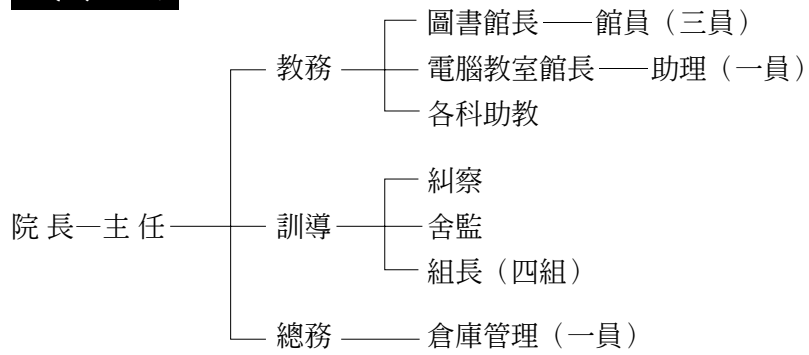 圖書館長——館員（三員）
教務
電腦教室館長——助理（一員）
各科助教
糾察
院長—主任
訓導
舍監
組長（四組）
總務
倉庫管理（一員）